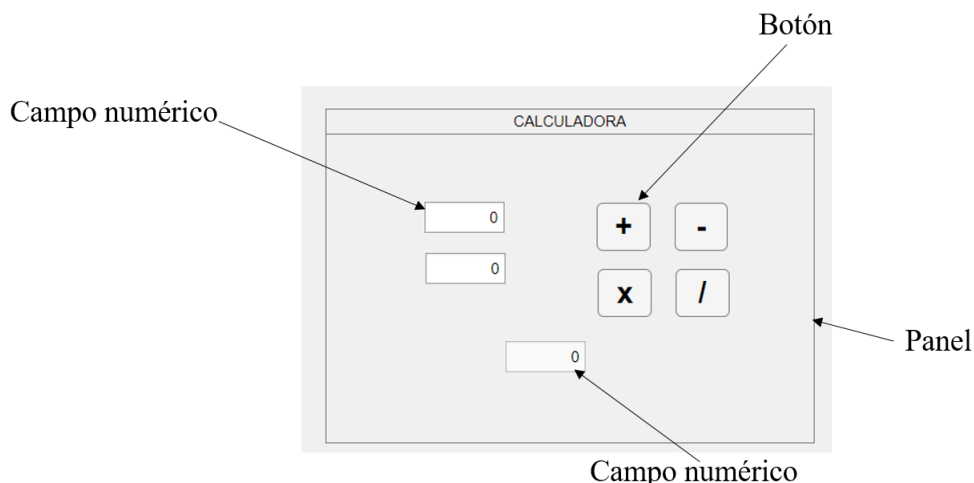 Botón
Campo numérico
CALCULADORA
0
+ -
0
x /
Panel
0
Campo numérico